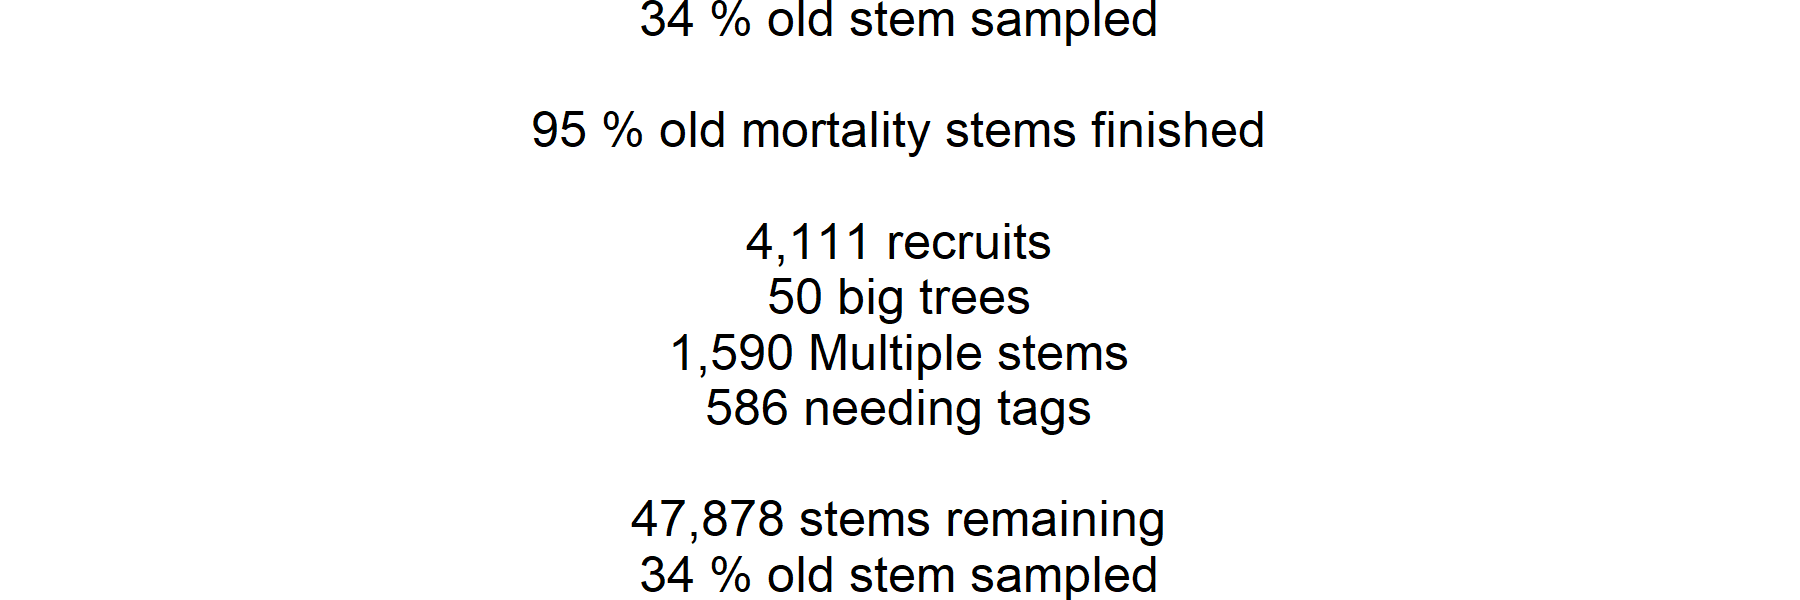 34 % old stem sampled
95 % old mortality stems finished
4,111 recruits
50 big trees
1,590 Multiple stems
586 needing tags
47,878 stems remaining
34 % old stem sampled